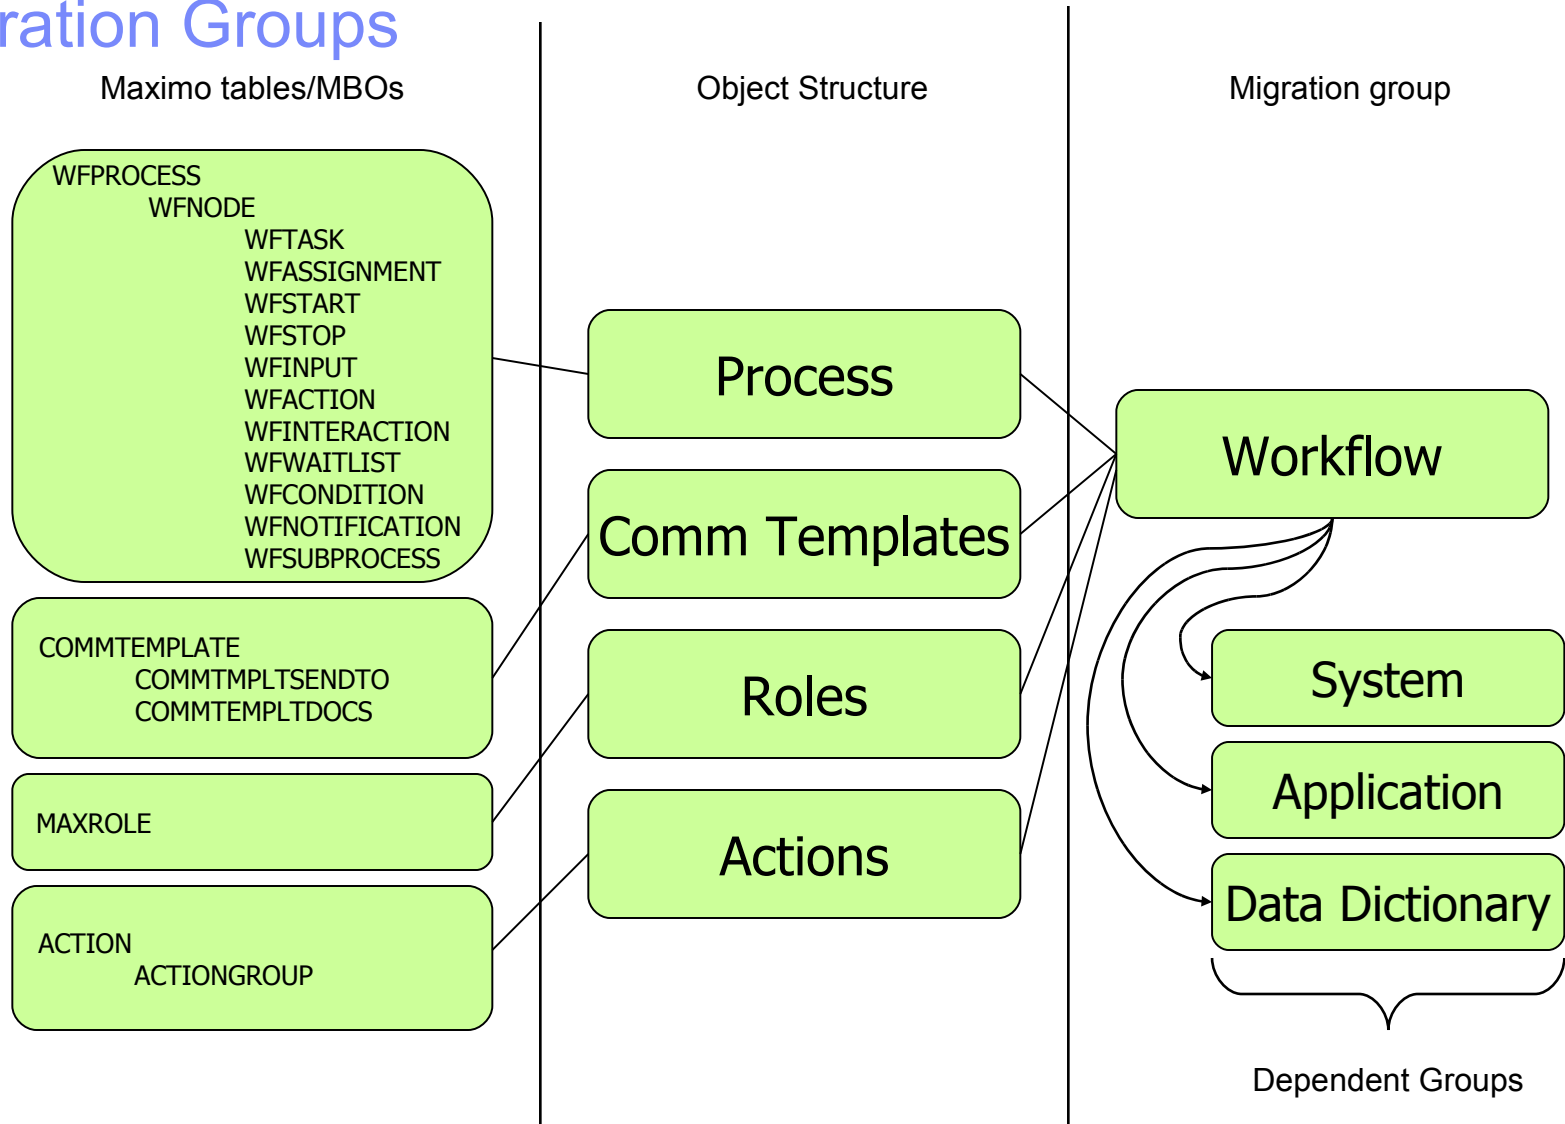 ration Groups
Maximo tables/MBOs
Object Structure
Migration group
WFPROCESS
WFNODE
WFTASK
WFASSIGNMENT
WFSTART
WFSTOP
WFINPUT
WFACTION
WFINTERACTION
WFWAITLIST
WFCONDITION
WFNOTIFICATION
WFSUBPROCESS
COMMTEMPLATE
COMMTMPLTSENDTO
COMMTEMPLTDOCS
MAXROLE
ACTION
ACTIONGROUP
Process
Comm Templates
Roles
Actions
Workflow
System
Application
Data Dictionary
Dependent Groups